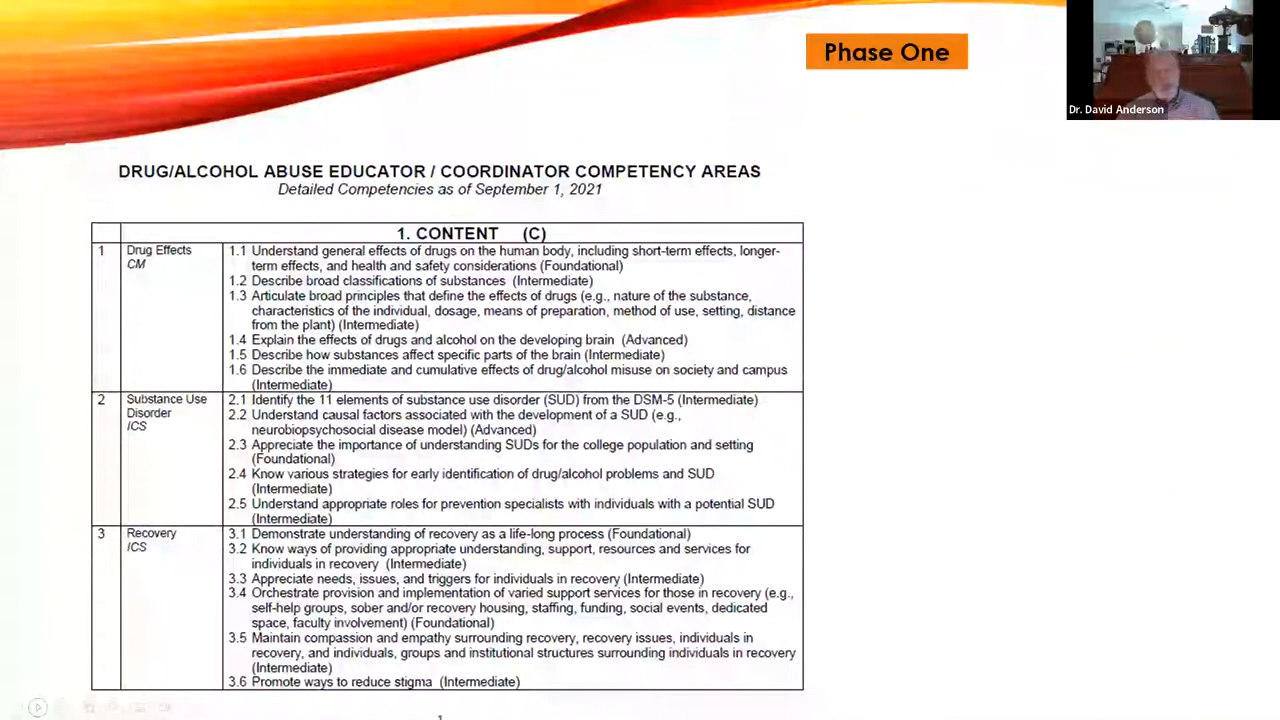 Phase One
Dr. David Anderson
DRUG/ALCOHOL ABUSE EDUCATOR / COORDINATOR COMPETENCY AREAS
Detailed Competencies as of September 1, 2021
1. CONTENT (C)
1 Drug Effects
CM
1.1 Understand general effects of drugs on the human body, including short-term effects, longer-
term effects, and health and safety considerations (Foundational)
1.2 Describe broad classifications of substances (Intermediate)
1.3 Articulate broad principles that define the effects of drugs (e.g., nature of the substance,
characteristics of the individual, dosage, means of preparation, method of use, setting, distance
from the plant) (Intermediate)
1.4 Explain the effects of drugs and alcohol on the developing brain (Advanced)
1.5 Describe how substances affect specific parts of the brain (Intermediate)
1.6 Describe the immediate and cumulative effects of drug/alcohol misuse on society and campus
(Intermediate)
2 Substance Use
Disorder
ICS
2.1 Identify the 11 elements of substance use disorder (SUD) from the DSM-5 (Intermediate)
2.2 Understand causal factors associated with the development of a SUD (e.g.,
neurobiopsychosocial disease model) (Advanced)
2.3 Appreciate the importance of understanding SUDs for the college population and setting
(Foundational)
2.4 Know various strategies for early identification of drug/alcohol problems and SUD
(Intermediate)
2.5 Understand appropriate roles for prevention specialists with individuals with a potential SUD
(Intermediate)
3 Recovery
ICS
3.1 Demonstrate understanding of recovery as a life-long process (Foundational)
3.2 Know ways of providing appropriate understanding, support, resources and services for
individuals in recovery (Intermediate)
3.3 Appreciate needs, issues, and triggers for individuals in recovery (Intermediate)
3.4 Orchestrate provision and implementation of varied support services for those in recovery (e.g.,
self-help groups, sober and/or recovery housing, staffing, funding, social events, dedicated
space, faculty involvement) (Foundational)
3.5 Maintain compassion and empathy surrounding recovery, recovery issues, individuals in
recovery, and individuals, groups and institutional structures surrounding individuals in recovery
(Intermediate)
3.6 Promote ways to reduce stigma (Intermediate)